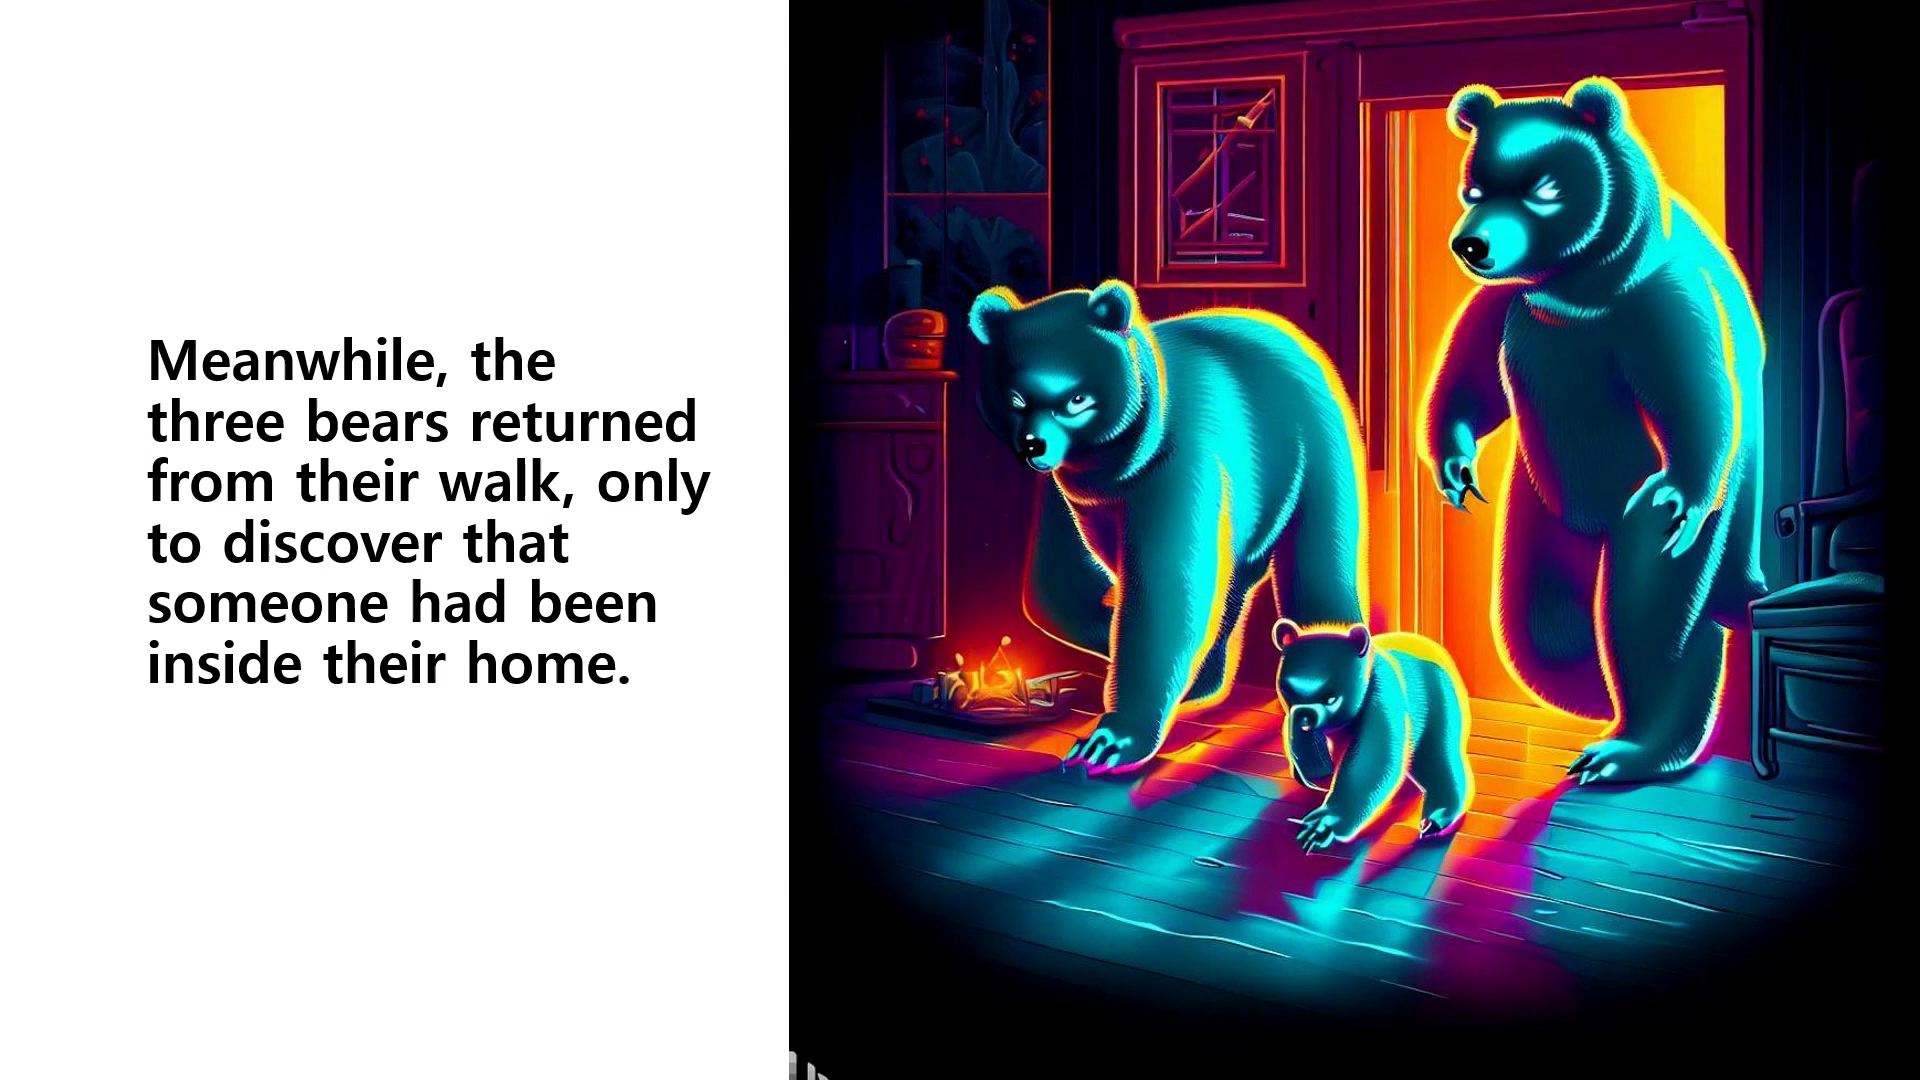 Meanwhile, the
three bears returned
from their walk, only
to discover that
someone had been
inside their home.